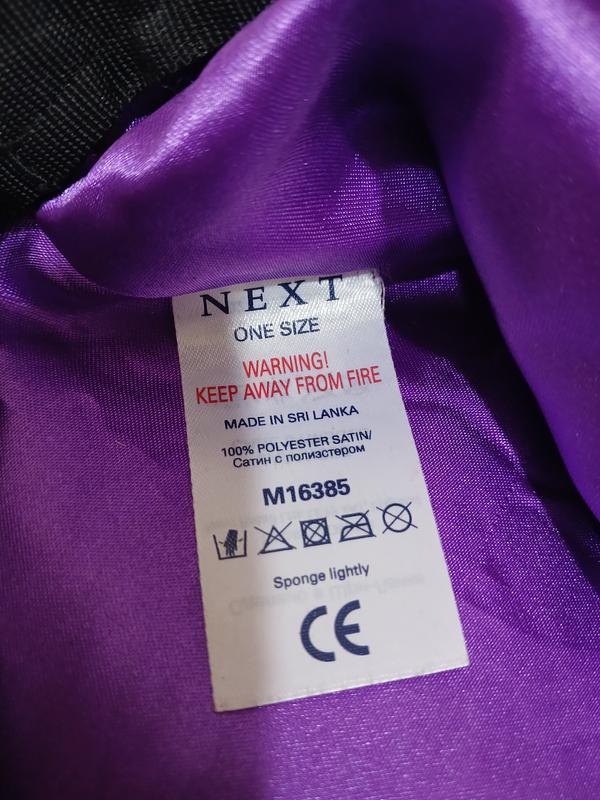 NEXT
ONE SIZE
WARNING!
KEEP AWAY FROM FIRE
MADE IN SRI LANKA
100% POLYESTER SATIN/
Сатин с полиэстером
M16385
Sponge lightly
CE